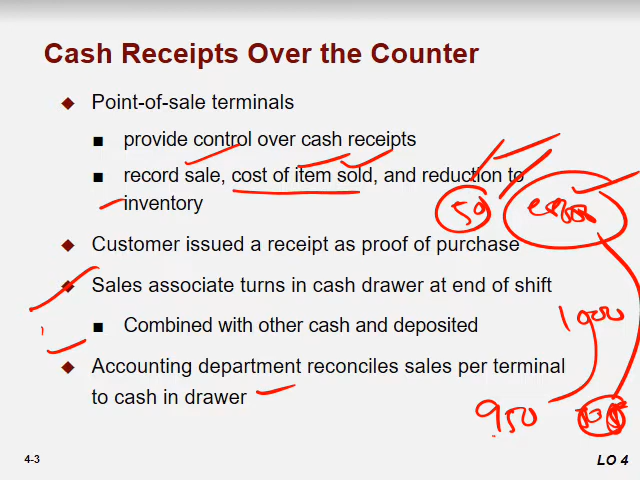 Cash Receipts Over the Counter
Point-of-sale terminals
provide control over cash receipts
record sale, cost of item sold, and reduction to
inventory
50
error
Customer issued a receipt as proof of purchase
Sales associate turns in cash drawer at end of shift
1000
Combined with other cash and deposited
Accounting department reconciles sales per terminal
to cash in drawer
950
4-3
LO 4